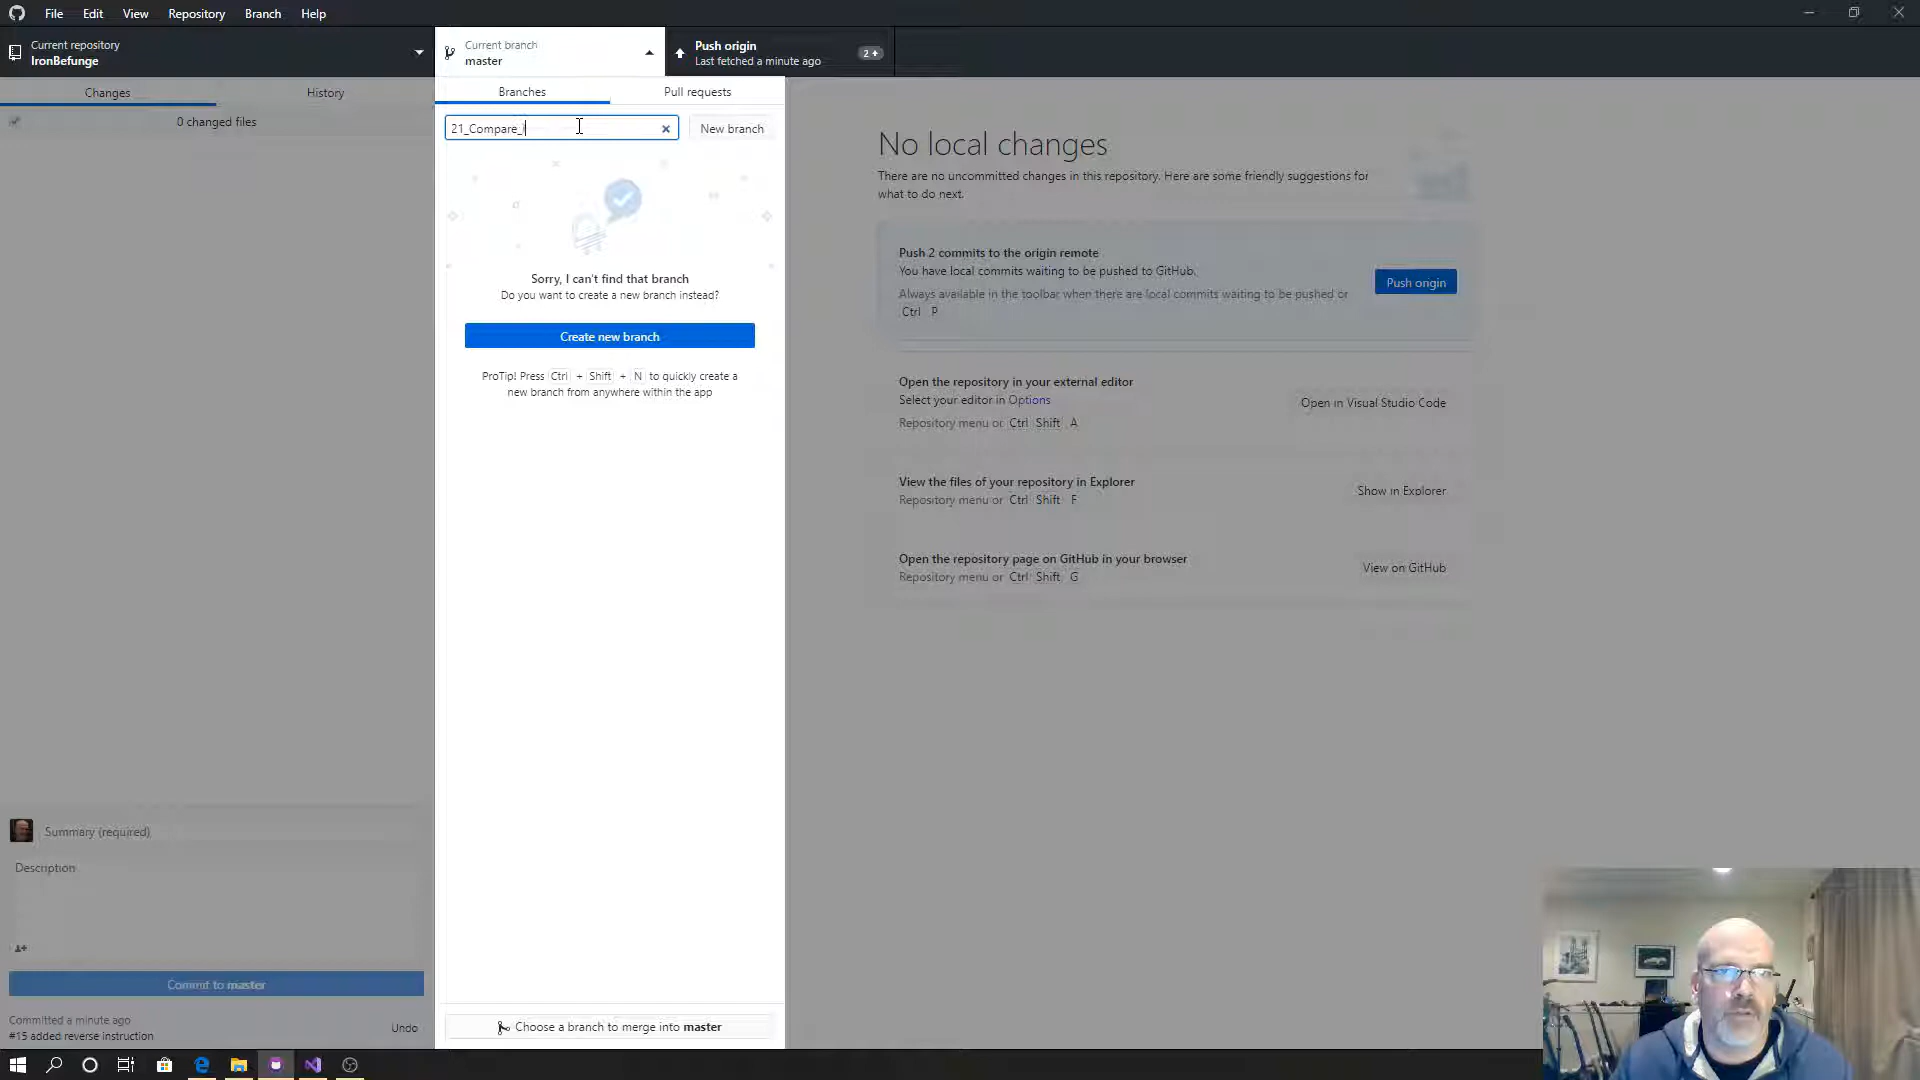 File Edit View Repository Branch Help
Current repository
IronBefunge
Current branch
master
Push origin
Last fetched a minute ago
2
Changes
History
0 changed files
Branches
Pull requests
21_Compare_
New branch
Sorry, I can't find that branch
Do you want to create a new branch instead?
Create new branch
ProTip! Press Ctrl + Shift + N to quickly create a
new branch from anywhere within the app
Choose a branch to merge into master
No local changes
There are no uncommitted changes in this repository. Here are some friendly suggestions for
what to do next.
Push 2 commits to the origin remote
You have local commits waiting to be pushed to GitHub.
Always available in the toolbar when there are local commits waiting to be pushed or
Ctrl P
Push origin
Open the repository in your external editor
Select your editor in Options
Repository menu or Ctrl Shift A
Open in Visual Studio Code
View the files of your repository in Explorer
Repository menu or Ctrl Shift F
Show in Explorer
Open the repository page on GitHub in your browser
Repository menu or Ctrl Shift G
View on GitHub
Summary (required)
Description
Commit to master
Committed a minute ago
#15 added reverse instruction
Undo